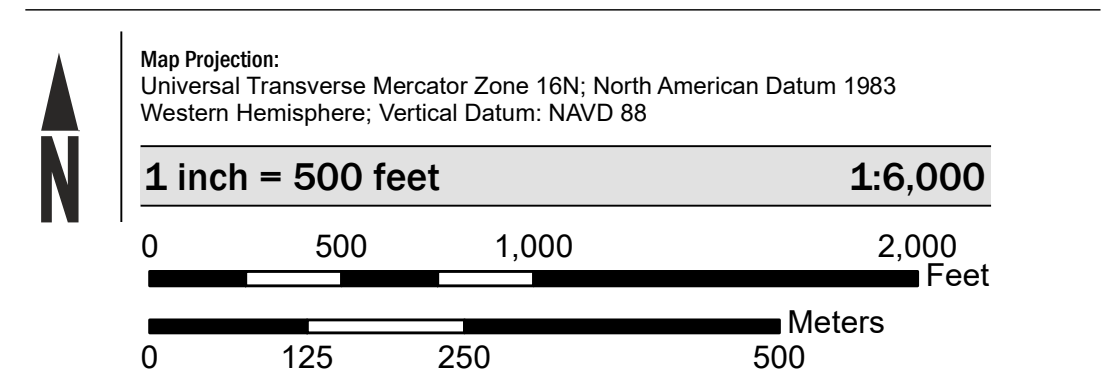 Map Projection:
Universal Transverse Mercator Zone 16N; North American Datum 1983
Western Hemisphere; Vertical Datum: NAVD 88
N
1 inch = 500 feet 1:6,000
0 500 1,000 2,000
Feet
Meters
0 125 250 500